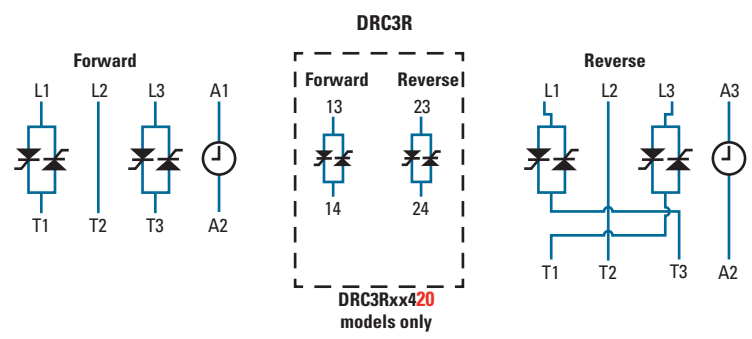 DRC3R
Forward
L1 L2 L3 A1
T1 T2 T3 A2
Forward Reverse
13 23
14 24
DRC3Rxx420
models only
Reverse
L1 L2 L3 A3
T1 T2 T3 A2